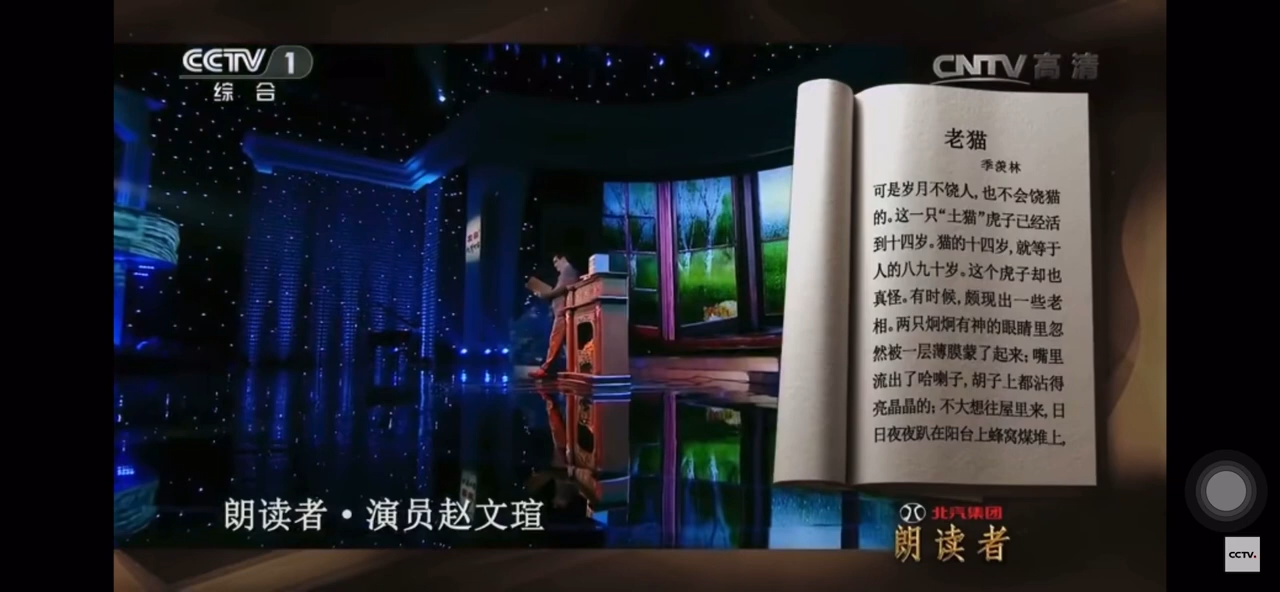 CCTV 1
综合
CNTV高清
老猫
季羡林
可是岁月不饶人，也不会饶猫
的。这一只“土猫”虎子已经活
到十四岁。猫的十四岁，就等于
人的八九十岁。这个虎子却也
真怪。有时候，颇现出一些老
相。两只炯炯有神的眼睛里忽
然被一层薄膜蒙了起来；嘴里
流出了哈喇子，胡子上都沾得
亮晶晶的；不大想往屋里来，日
日夜夜趴在阳台上蜂窝煤堆上，
朗读者·演员赵文瑄
北汽集团
朗读者
CCTV.